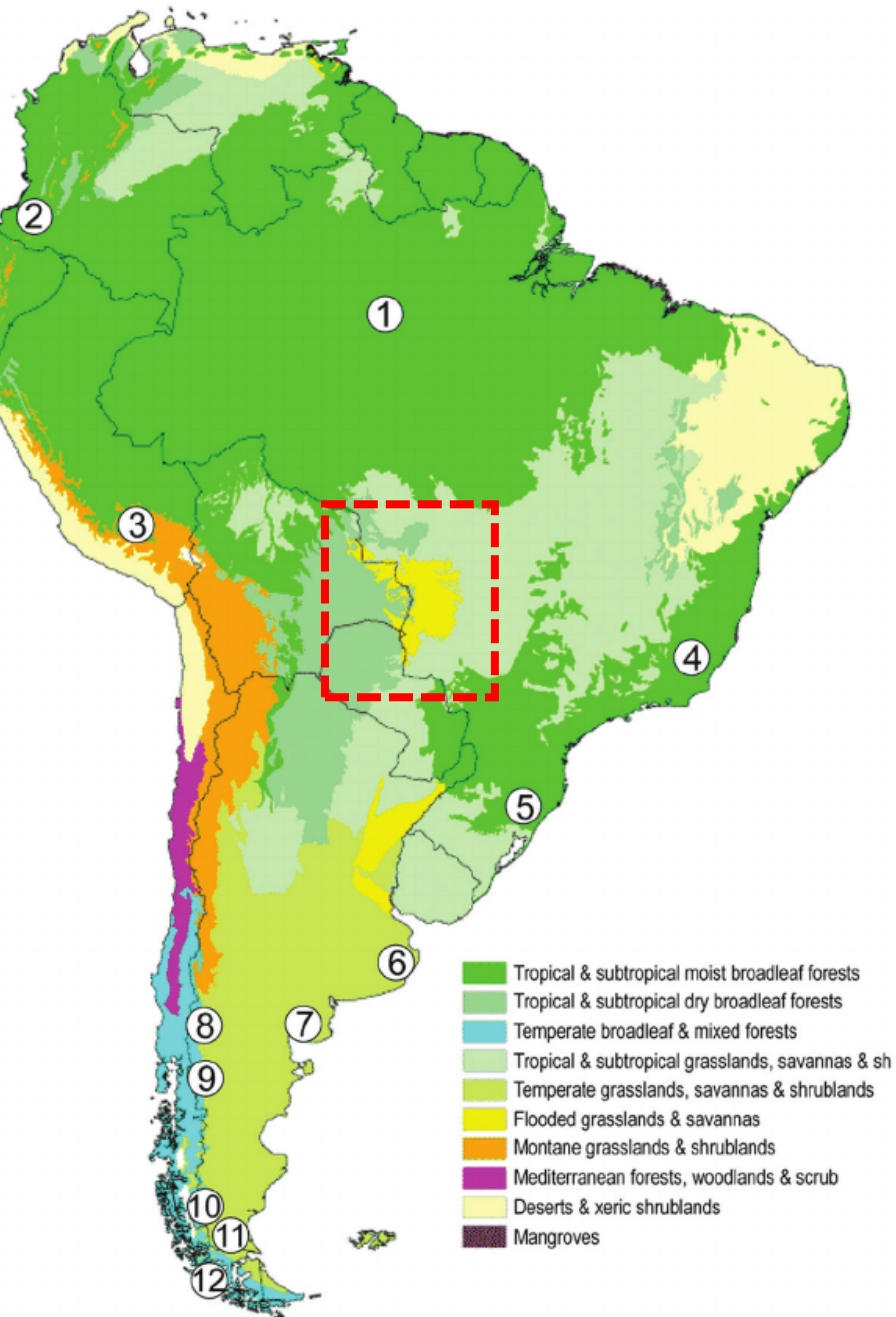 2
1
3
4
5
6
7
8
9
10
11
12
Tropical & subtropical moist broadleaf forests
Tropical & subtropical dry broadleaf forests
Temperate broadleaf & mixed forests
Tropical & subtropical grasslands, savannas & sh
Temperate grasslands, savannas & shrublands
Flooded grasslands & savannas
Montane grasslands & shrublands
Mediterranean forests, woodlands & scrub
Deserts & xeric shrublands
Mangroves